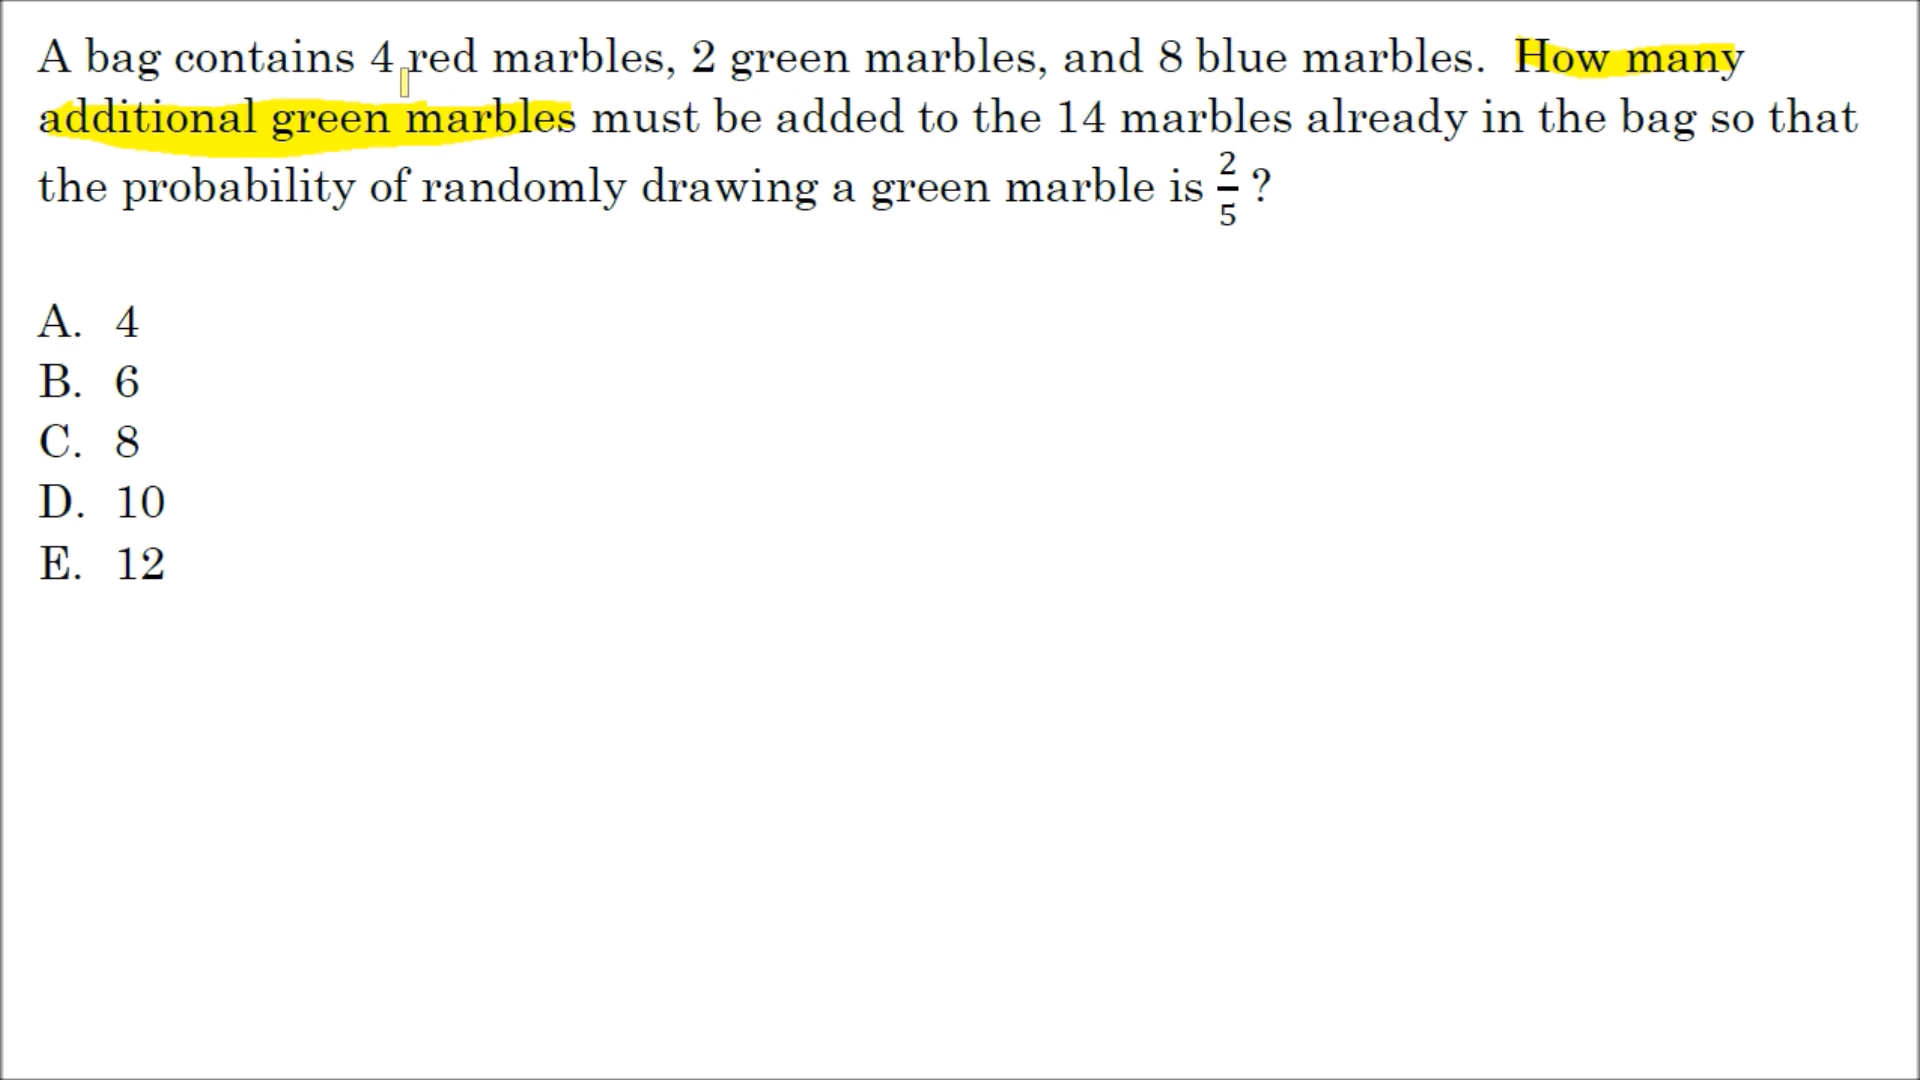 A bag contains 4 red marbles, 2 green marbles, and 8 blue marbles. How many
additional green marbles must be added to the 14 marbles already in the bag so that
the probability of randomly drawing a green marble is 2/5 ?
A. 4
B. 6
C. 8
D. 10
E. 12